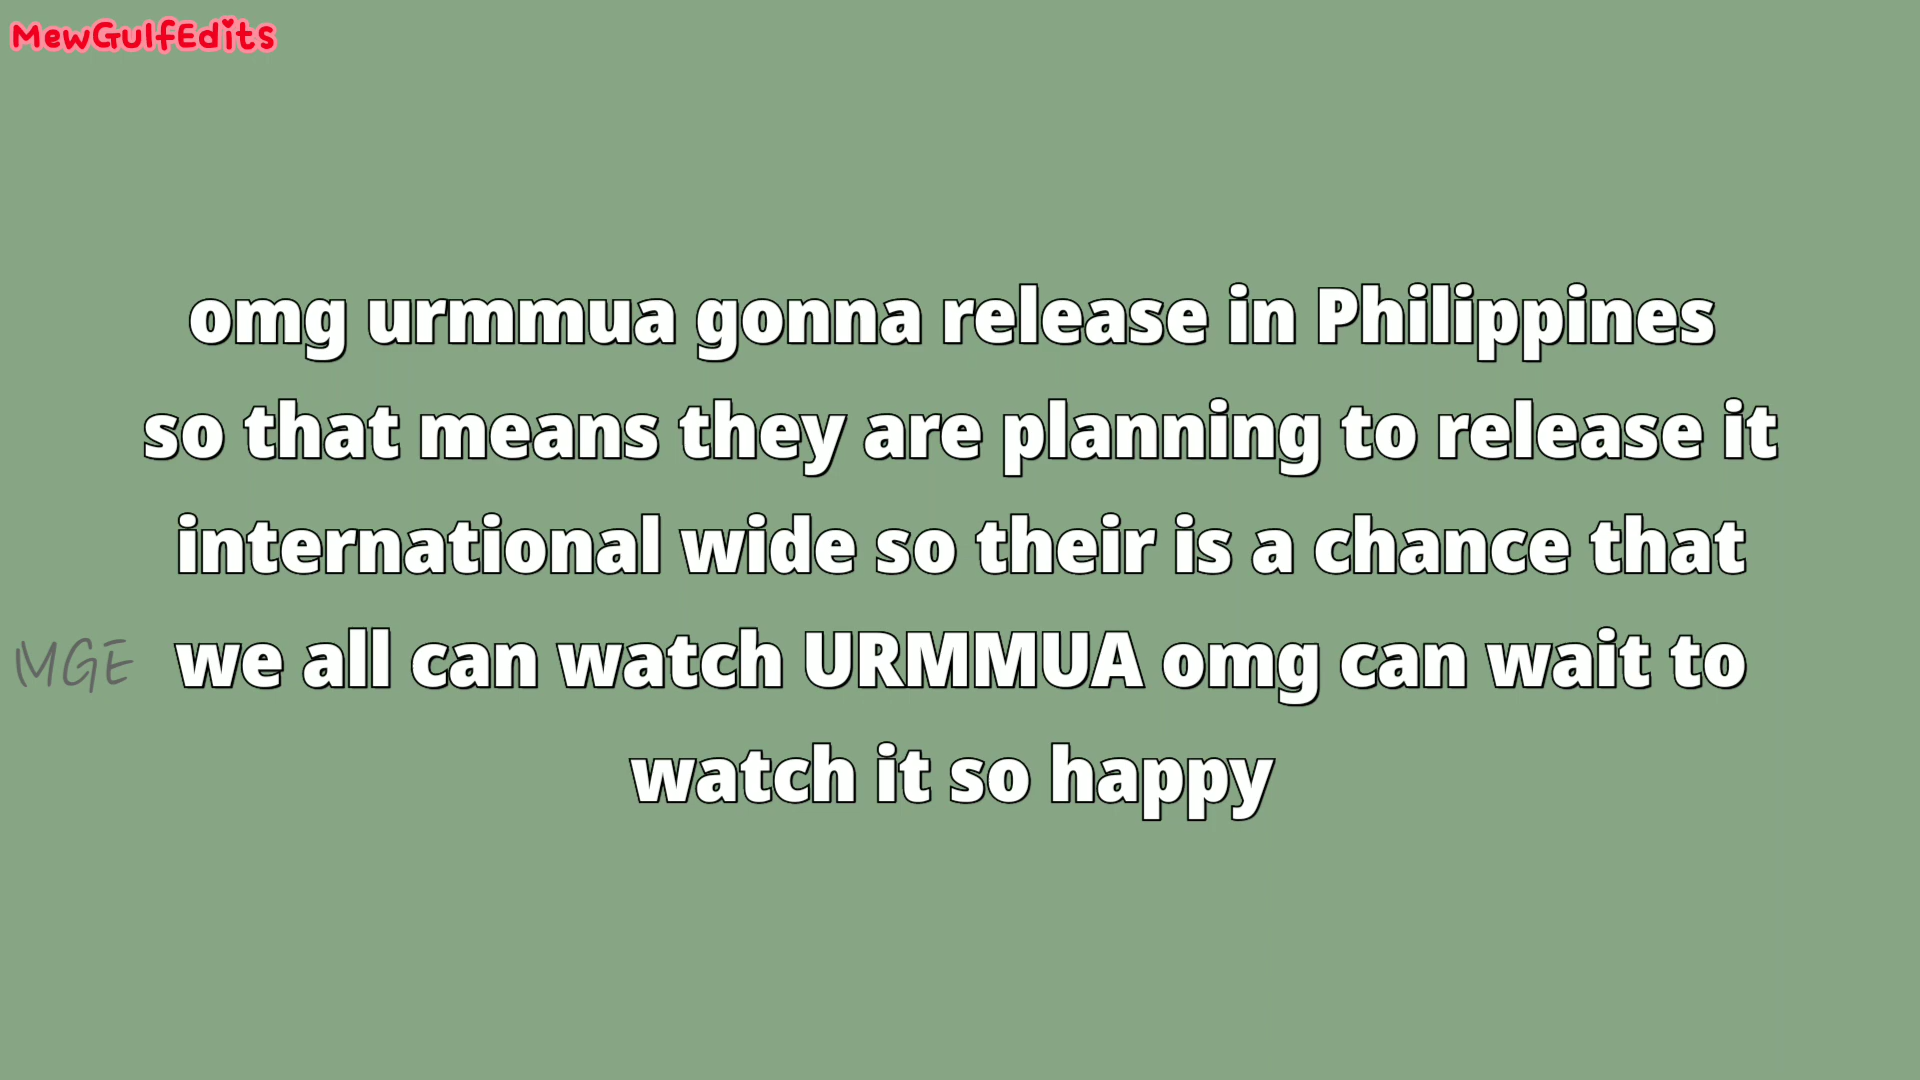 MewGulfEdits
omg urmmua gonna release in Philippines
so that means they are planning to release it
international wide so their is a chance that
we all can watch URMMUA omg can wait to
watch it so happy
MGE